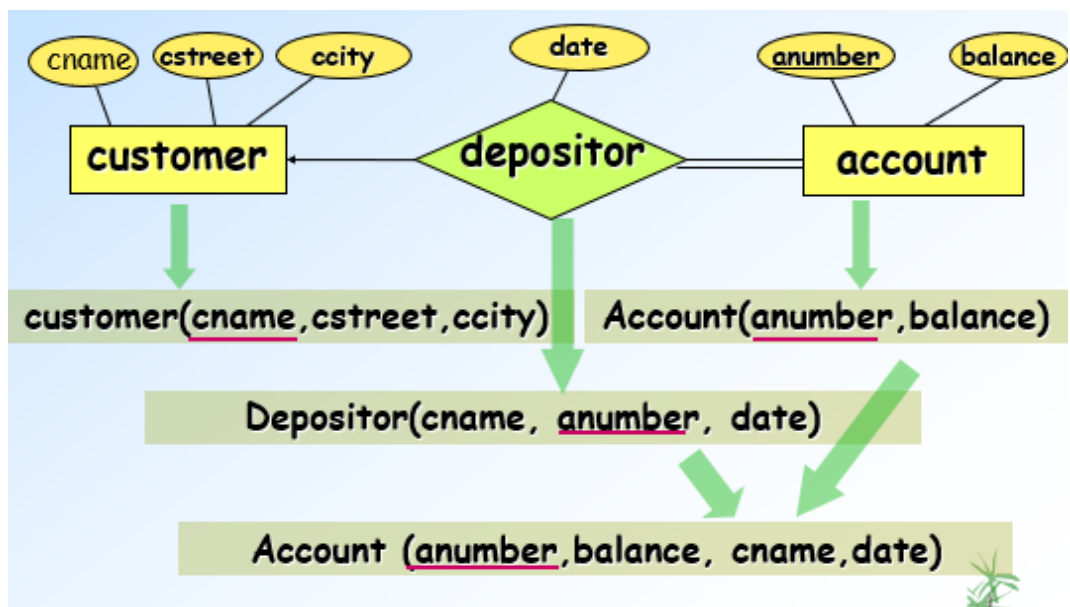 cname cstreet ccity date anumber balance
customer depositor account
customer(cname,cstreet,ccity) Account(anumber,balance)
Depositor(cname, anumber, date)
Account (anumber,balance, cname,date)